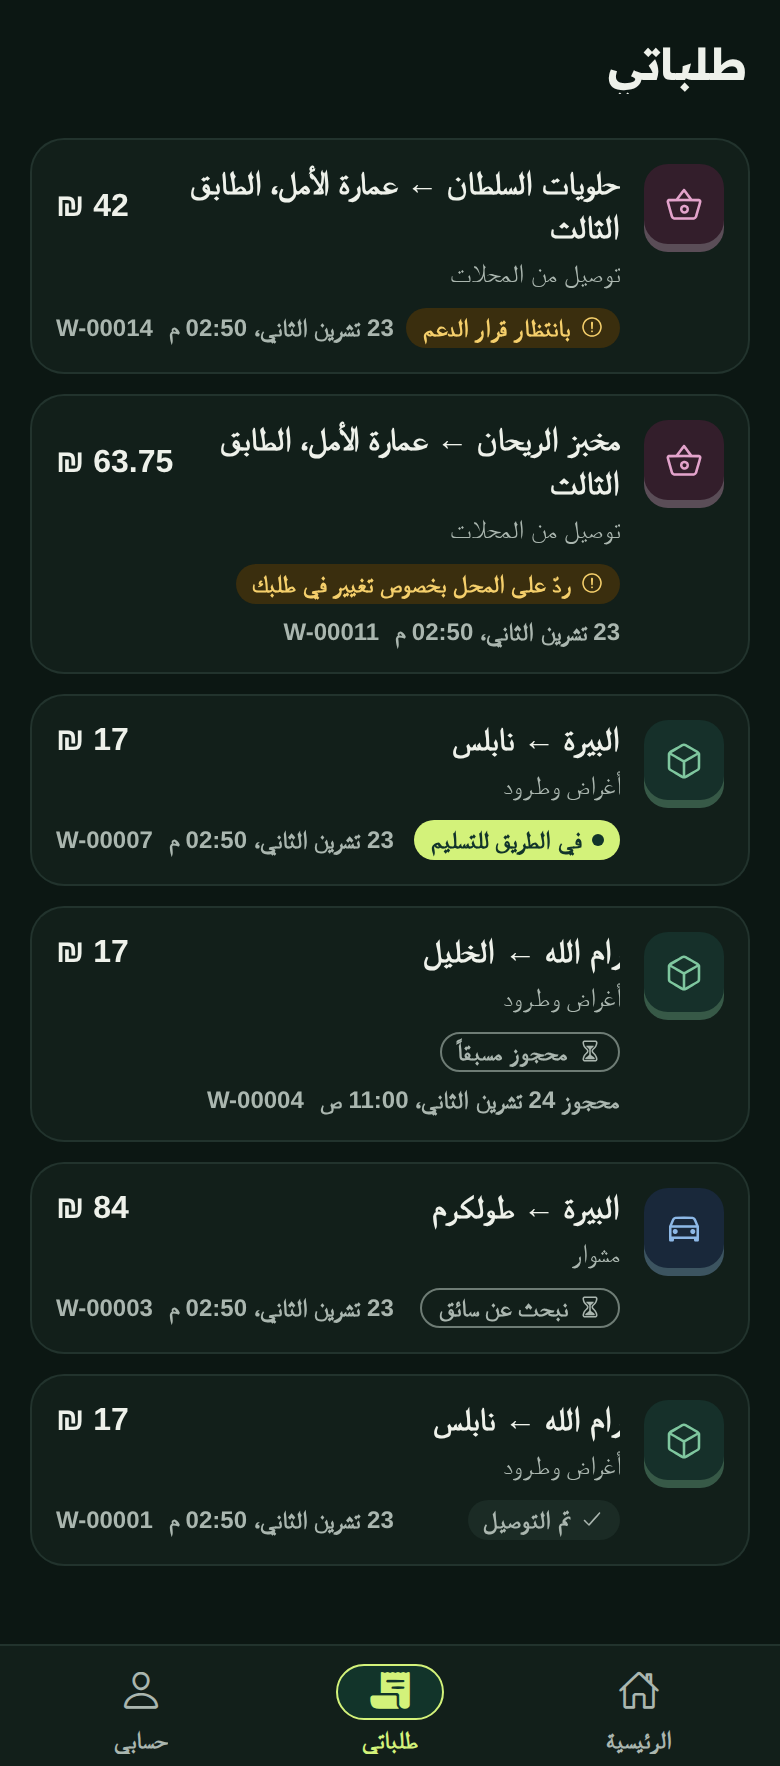 طلباتي
حلويات السلطان ← عمارة الأمل، الطابق
الثالث
42 ₪
توصيل من المحلات
بانتظار قرار الدعم
23 تشرين الثاني، 02:50 م
W-00014
مخبز الريحان ← عمارة الأمل، الطابق
الثالث
63.75 ₪
توصيل من المحلات
ردّ على المحل بخصوص تغيير في طلبك
23 تشرين الثاني، 02:50 م
W-00011
البيرة ← نابلس
17 ₪
أغراض وطرود
في الطريق للتسليم
23 تشرين الثاني، 02:50 م
W-00007
رام الله ← الخليل
17 ₪
أغراض وطرود
محجوز مسبقاً
محجوز 24 تشرين الثاني، 11:00 ص
W-00004
البيرة ← طولكرم
84 ₪
مشوار
نبحث عن سائق
23 تشرين الثاني، 02:50 م
W-00003
رام الله ← نابلس
17 ₪
أغراض وطرود
تمّ التوصيل
23 تشرين الثاني، 02:50 م
W-00001
الرئيسية
طلباتي
حسابي